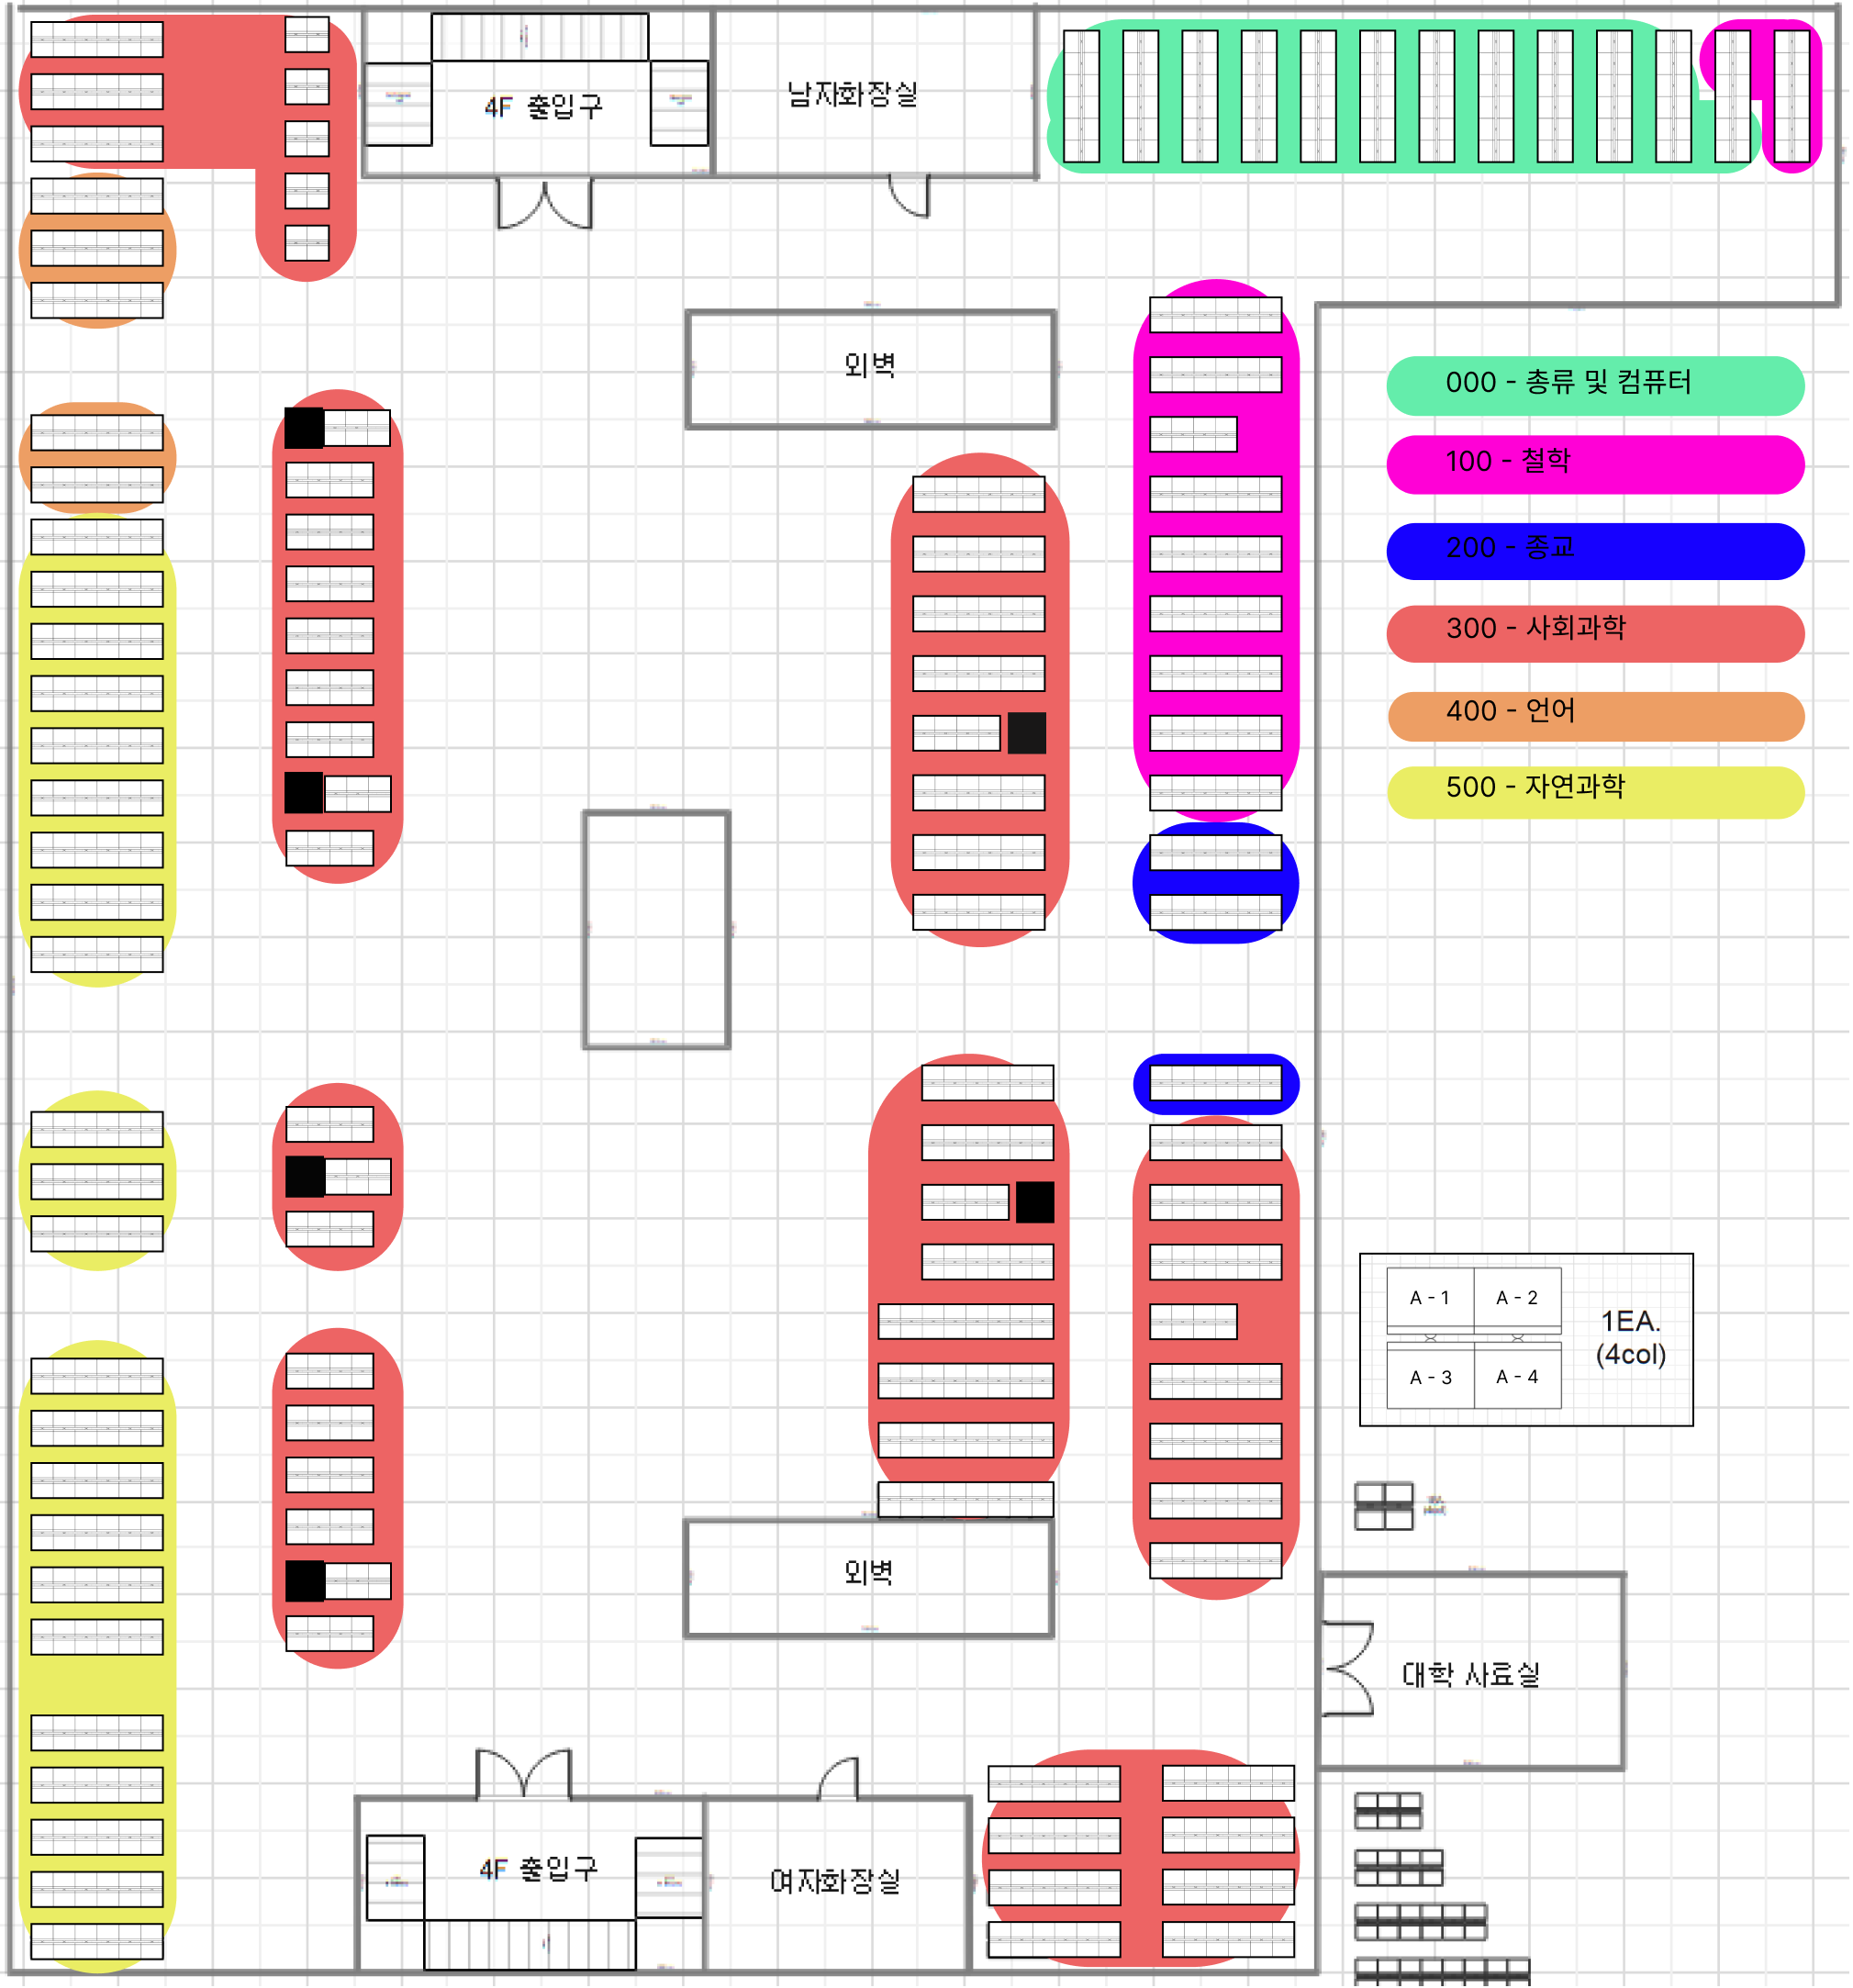 4F 출입구
남자화장실
외벽
000 - 총류 및 컴퓨터
100 - 철학
200 - 종교
300 - 사회과학
400 - 언어
500 - 자연과학
A - 1
A - 2
1EA.
(4col)
A - 3
A - 4
외벽
대학 사료실
4F 출입구
여자화장실